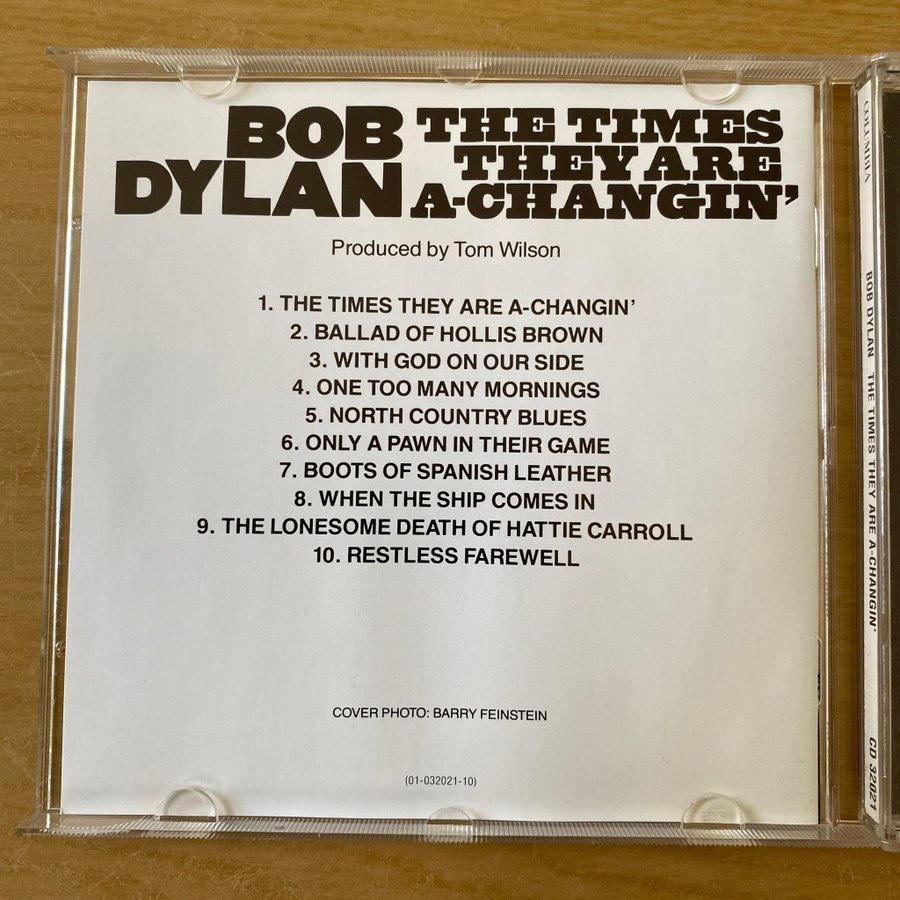 BOB DYLAN
THE TIMES
THEY ARE
A-CHANGIN'
Produced by Tom Wilson
1. THE TIMES THEY ARE A-CHANGIN'
2. BALLAD OF HOLLIS BROWN
3. WITH GOD ON OUR SIDE
4. ONE TOO MANY MORNINGS
5. NORTH COUNTRY BLUES
6. ONLY A PAWN IN THEIR GAME
7. BOOTS OF SPANISH LEATHER
8. WHEN THE SHIP COMES IN
9. THE LONESOME DEATH OF HATTIE CARROLL
10. RESTLESS FAREWELL
COVER PHOTO: BARRY FEINSTEIN
(01-032021-10)
COLUMBIA
BOB DYLAN THE TIMES THEY ARE A-CHANGIN'
CD 32021